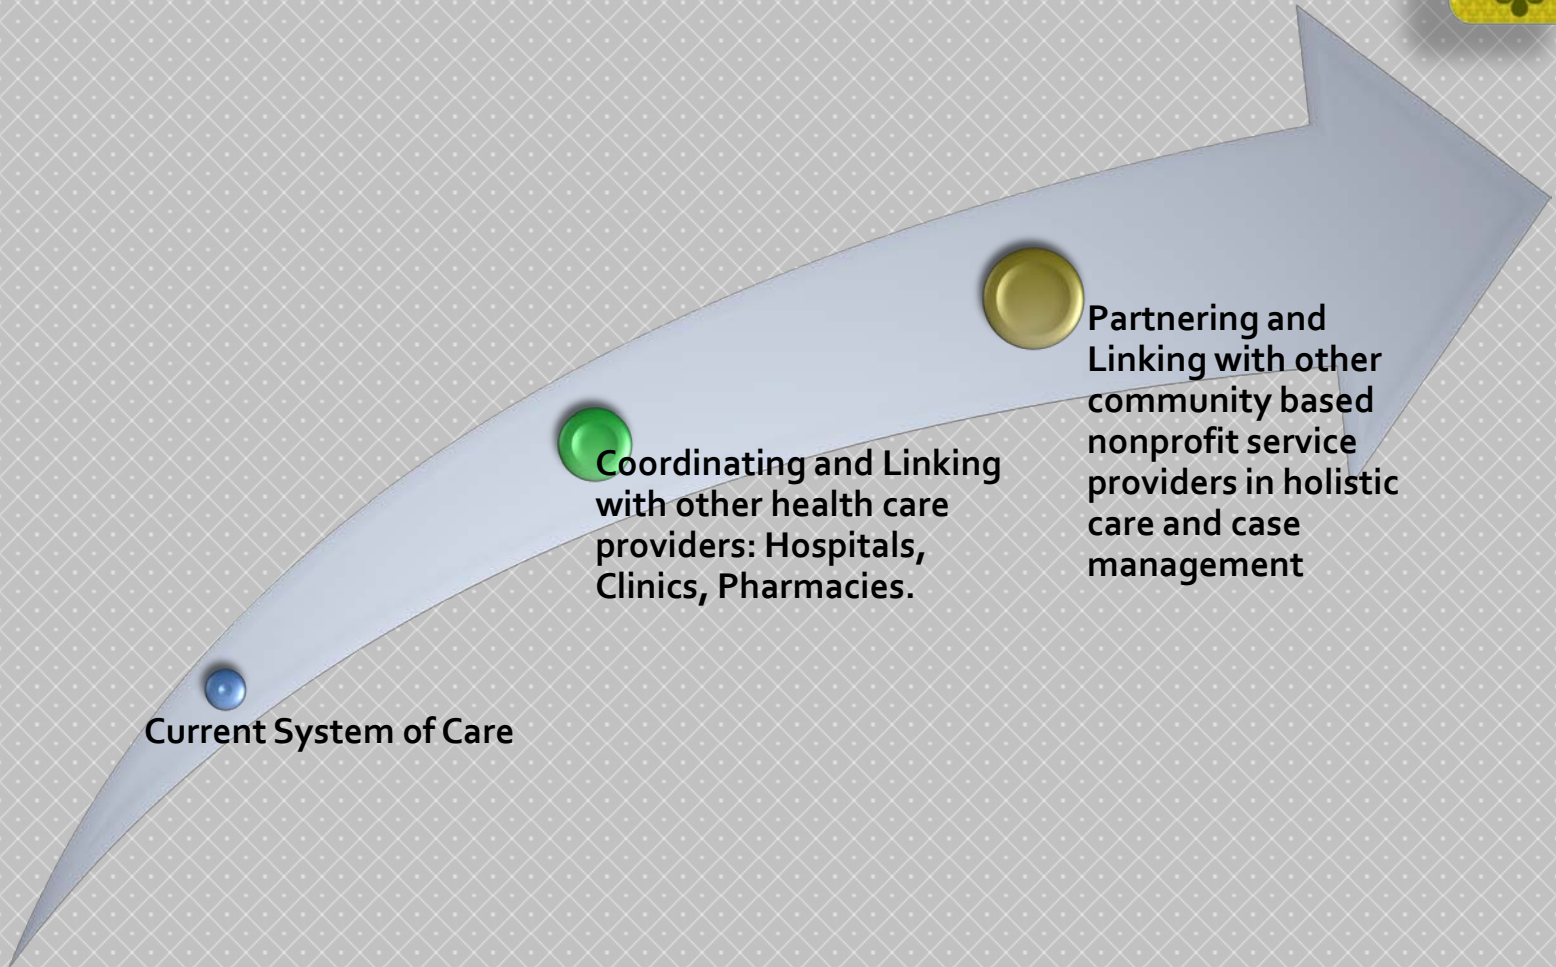 Partnering and
Linking with other
community based
nonprofit service
providers in holistic
care and case
management
Coordinating and Linking
with other health care
providers: Hospitals,
Clinics, Pharmacies.
Current System of Care